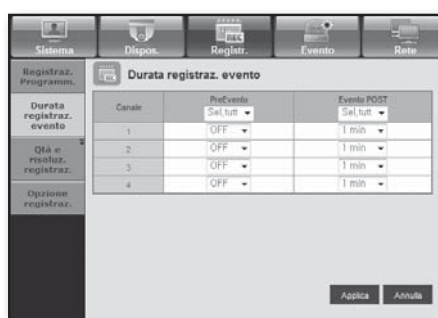 Sistema
Dispos.
Registr.
Evento
Rete
REC
Registraz.
Programm.
Durata
registraz.
evento
Qtà e
risoluz.
registraz.
Opzione
registraz.
Durata registraz. evento
Canale PreEvento Evento POST
Sel,tutt Sel,tutt
1 OFF 1 min
2 OFF 1 min
3 OFF 1 min
4 OFF 1 min
Applica Annulla